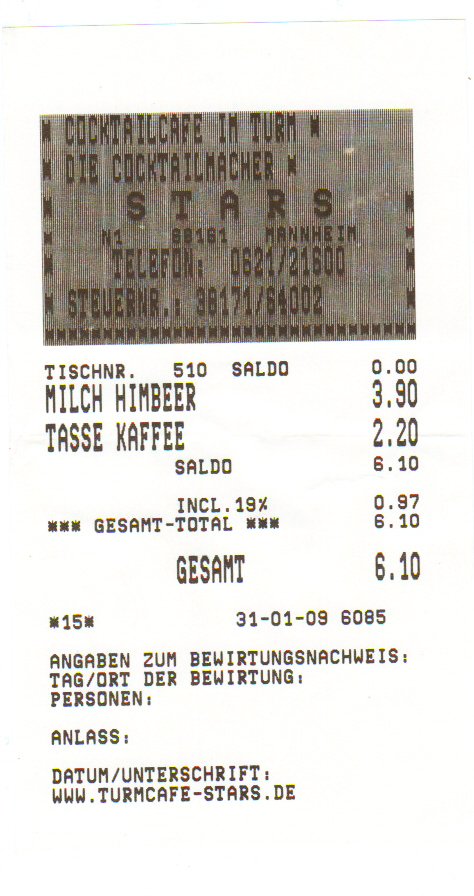 * COCKTAILCAFE IM TURM *
* DIE COCKTAILMACHER *
* S T A R S *
* N1 68161 MANNHEIM *
* TELEFON: 0621/21600 *
* STEUERNR.: 38171/64002 *
TISCHNR. 510 SALDO 0.00
MILCH HIMBEER 3.90
TASSE KAFFEE 2.20
SALDO 6.10
INCL.19% 0.97
*** GESAMT-TOTAL *** 6.10
GESAMT 6.10
*15* 31-01-09 6085
ANGABEN ZUM BEWIRTUNGSNACHWEIS:
TAG/ORT DER BEWIRTUNG:
PERSONEN:
ANLASS:
DATUM/UNTERSCHRIFT:
WWW.TURMCAFE-STARS.DE